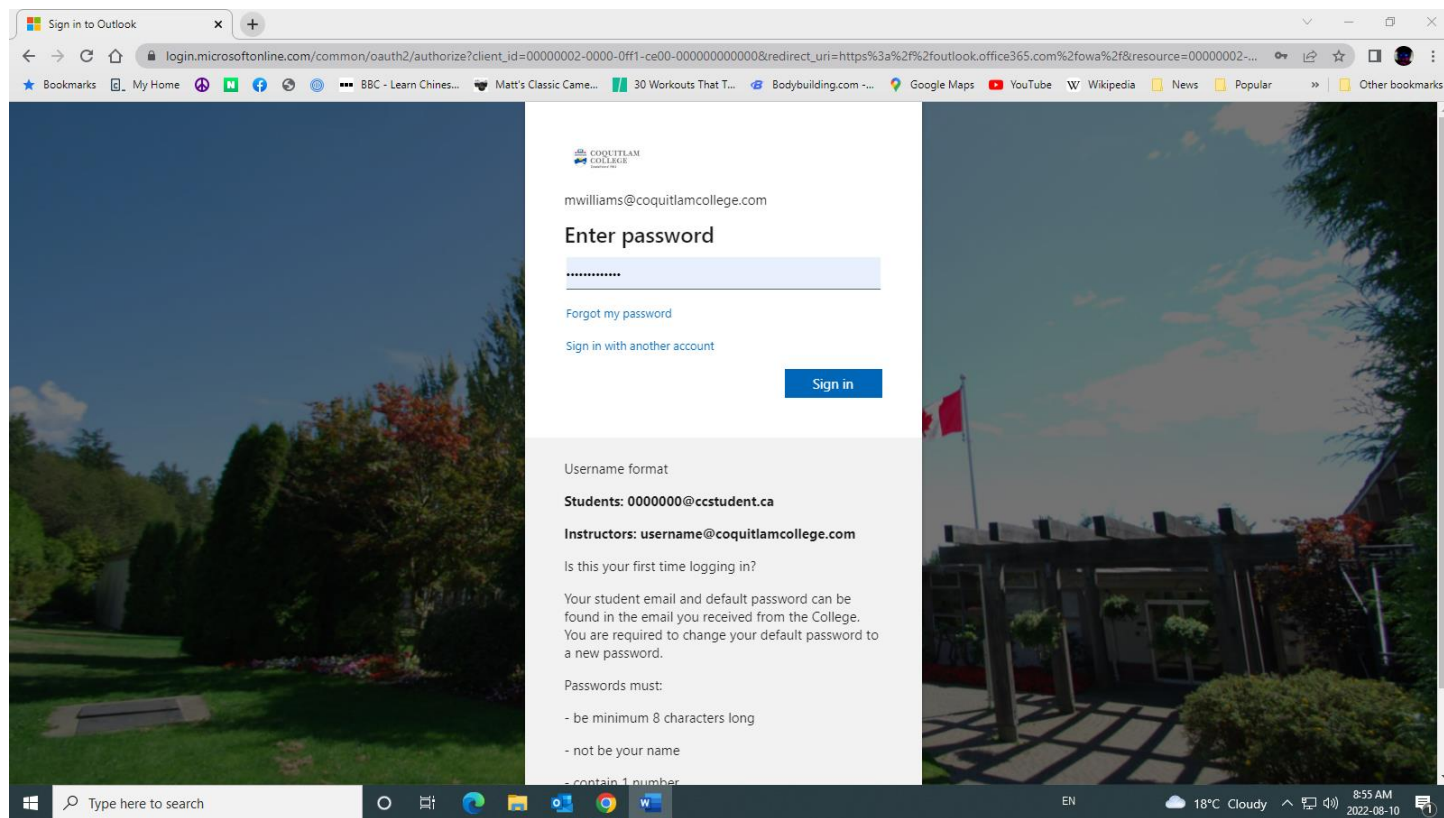 Sign in to Outlook
login.microsoftonline.com/common/oauth2/authorize?client_id=00000002-0000-0ff1-ce00-000000000000&redirect_uri=https%3a%2f%2foutlook.office365.com%2fowa%2f&resource=00000002-...
Bookmarks My Home BBC - Learn Chines... Matt's Classic Came... 30 Workouts That T... Bodybuilding.com -... Google Maps YouTube Wikipedia News Popular » Other bookmarks
COQUITLAM
COLLEGE
mwilliams@coquitlamcollege.com
Enter password
Forgot my password
Sign in with another account
Sign in
Username format
Students: 0000000@ccstudent.ca
Instructors: username@coquitlamcollege.com
Is this your first time logging in?
Your student email and default password can be
found in the email you received from the College.
You are required to change your default password to
a new password.
Passwords must:
- be minimum 8 characters long
- not be your name
- contain 1 number
Type here to search
EN
18°C Cloudy
8:55 AM
2022-08-10